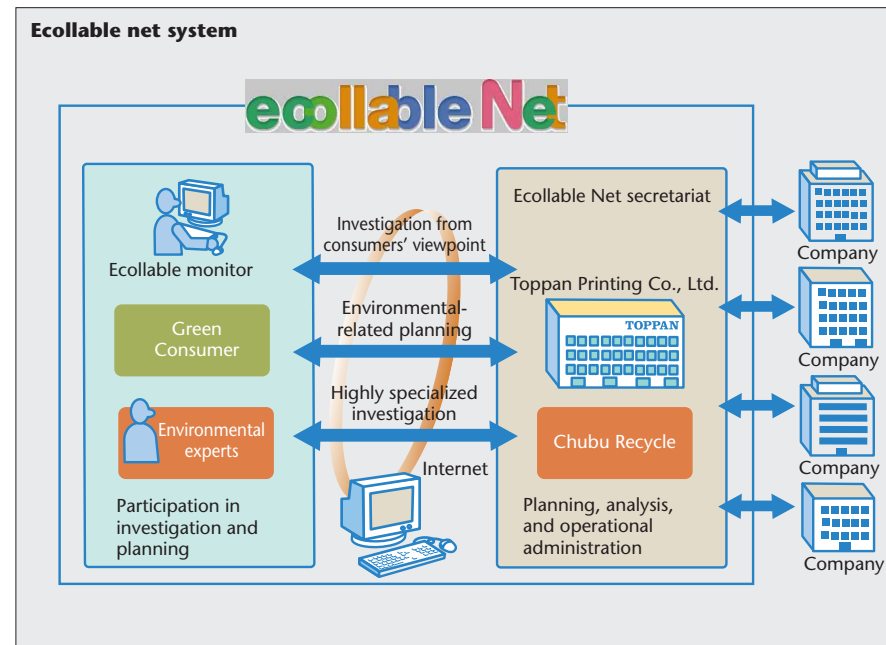 Ecollable net system
ecollable Net
Ecollable monitor
Green
Consumer
Environmental
experts
Participation in
investigation and
planning
Investigation from
consumers’ viewpoint
Environmental-
related planning
Highly specialized
investigation
Internet
Ecollable Net secretariat
Toppan Printing Co., Ltd.
TOPPAN
Chubu Recycle
Planning, analysis,
and operational
administration
Company
Company
Company
Company